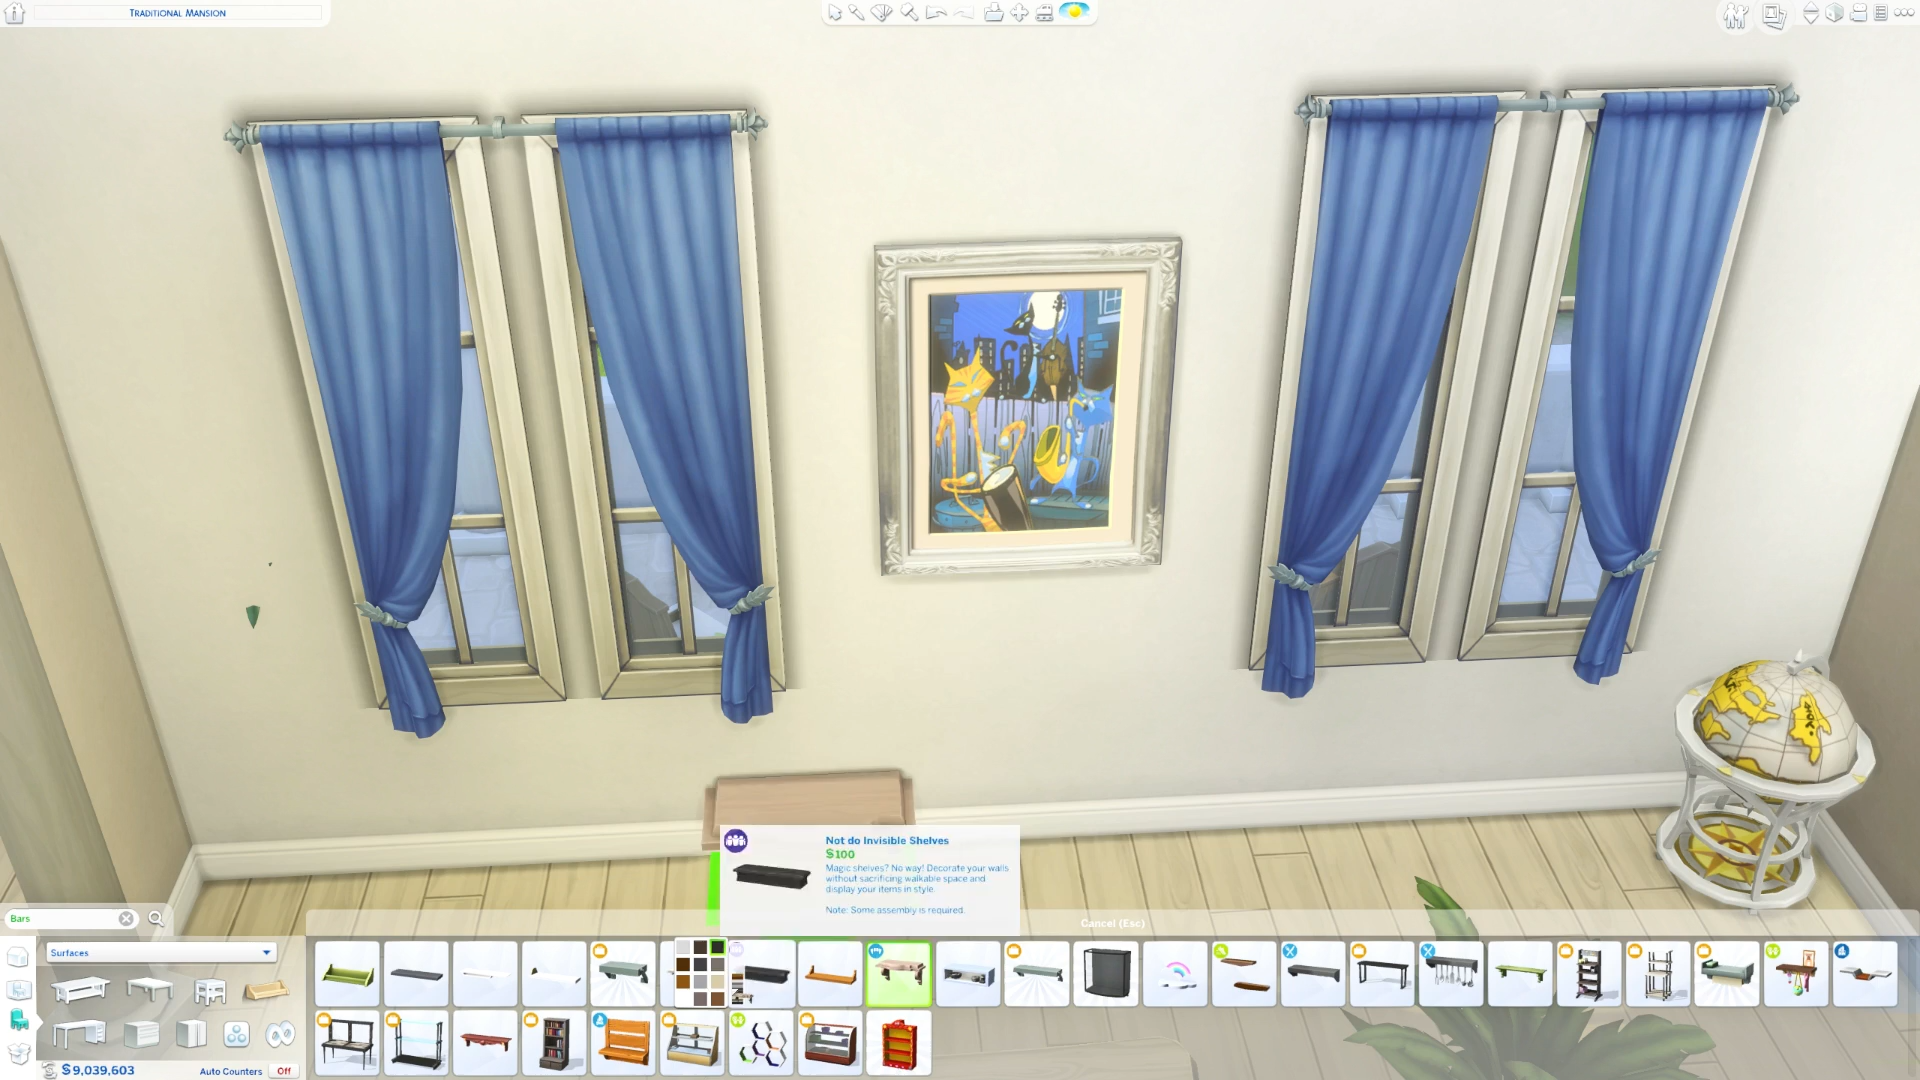 TRADITIONAL MANSION
Not do Invisible Shelves
§100
Magic shelves? No way! Decorate your walls
without sacrificing walkable space and
display your items in style.
Note: Some assembly is required.
Cancel (Esc)
Bars
Surfaces
§9,039,603
Auto Counters
Off